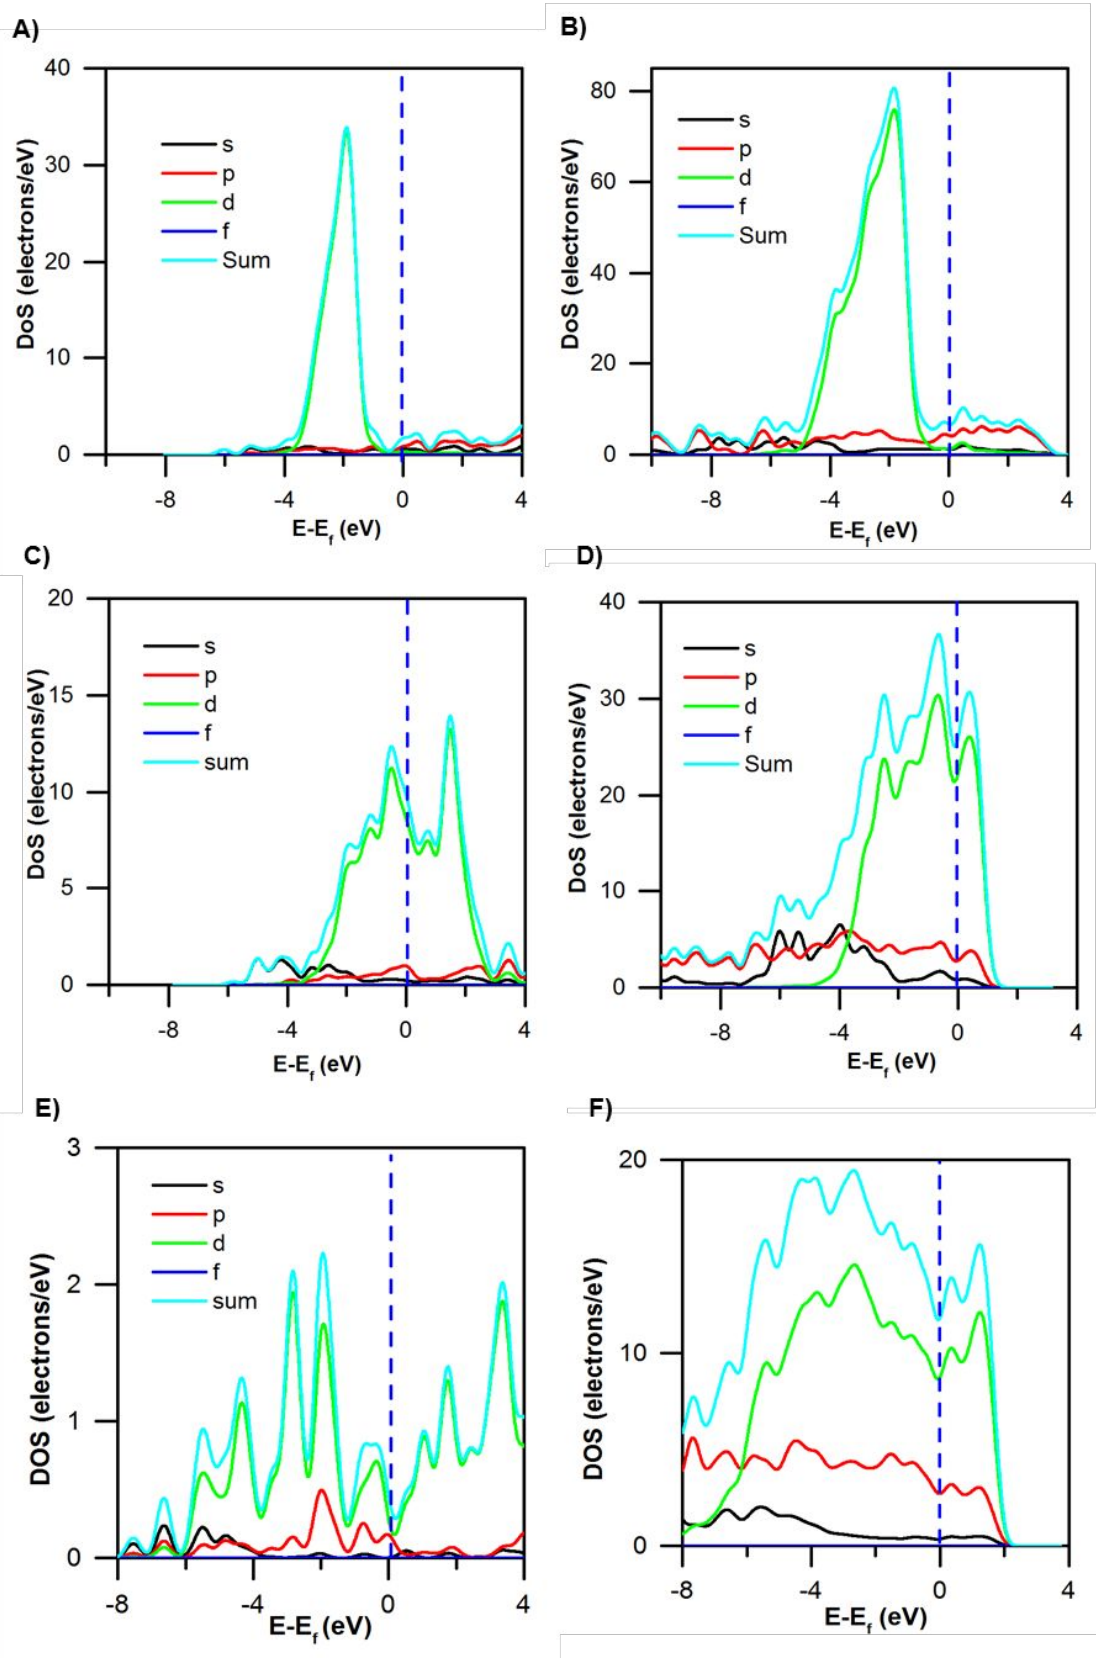 A)
40
30
20
10
0
DoS (electrons/eV)
s
p
d
f
Sum
-8 -4 0 4
E-Ef (eV)
B)
80
60
40
20
0
DoS (electrons/eV)
s
p
d
f
Sum
-8 -4 0 4
E-Ef (eV)
C)
20
15
10
5
0
DoS (electrons/eV)
s
p
d
f
sum
-8 -4 0 4
E-Ef (eV)
D)
40
30
20
10
0
DoS (electrons/eV)
s
p
d
f
Sum
-8 -4 0 4
E-Ef (eV)
E)
3
2
1
0
DOS (electrons/eV)
s
p
d
f
sum
-8 -4 0 4
E-Ef (eV)
F)
20
10
0
DOS (electrons/eV)
-8 -4 0 4
E-Ef (eV)